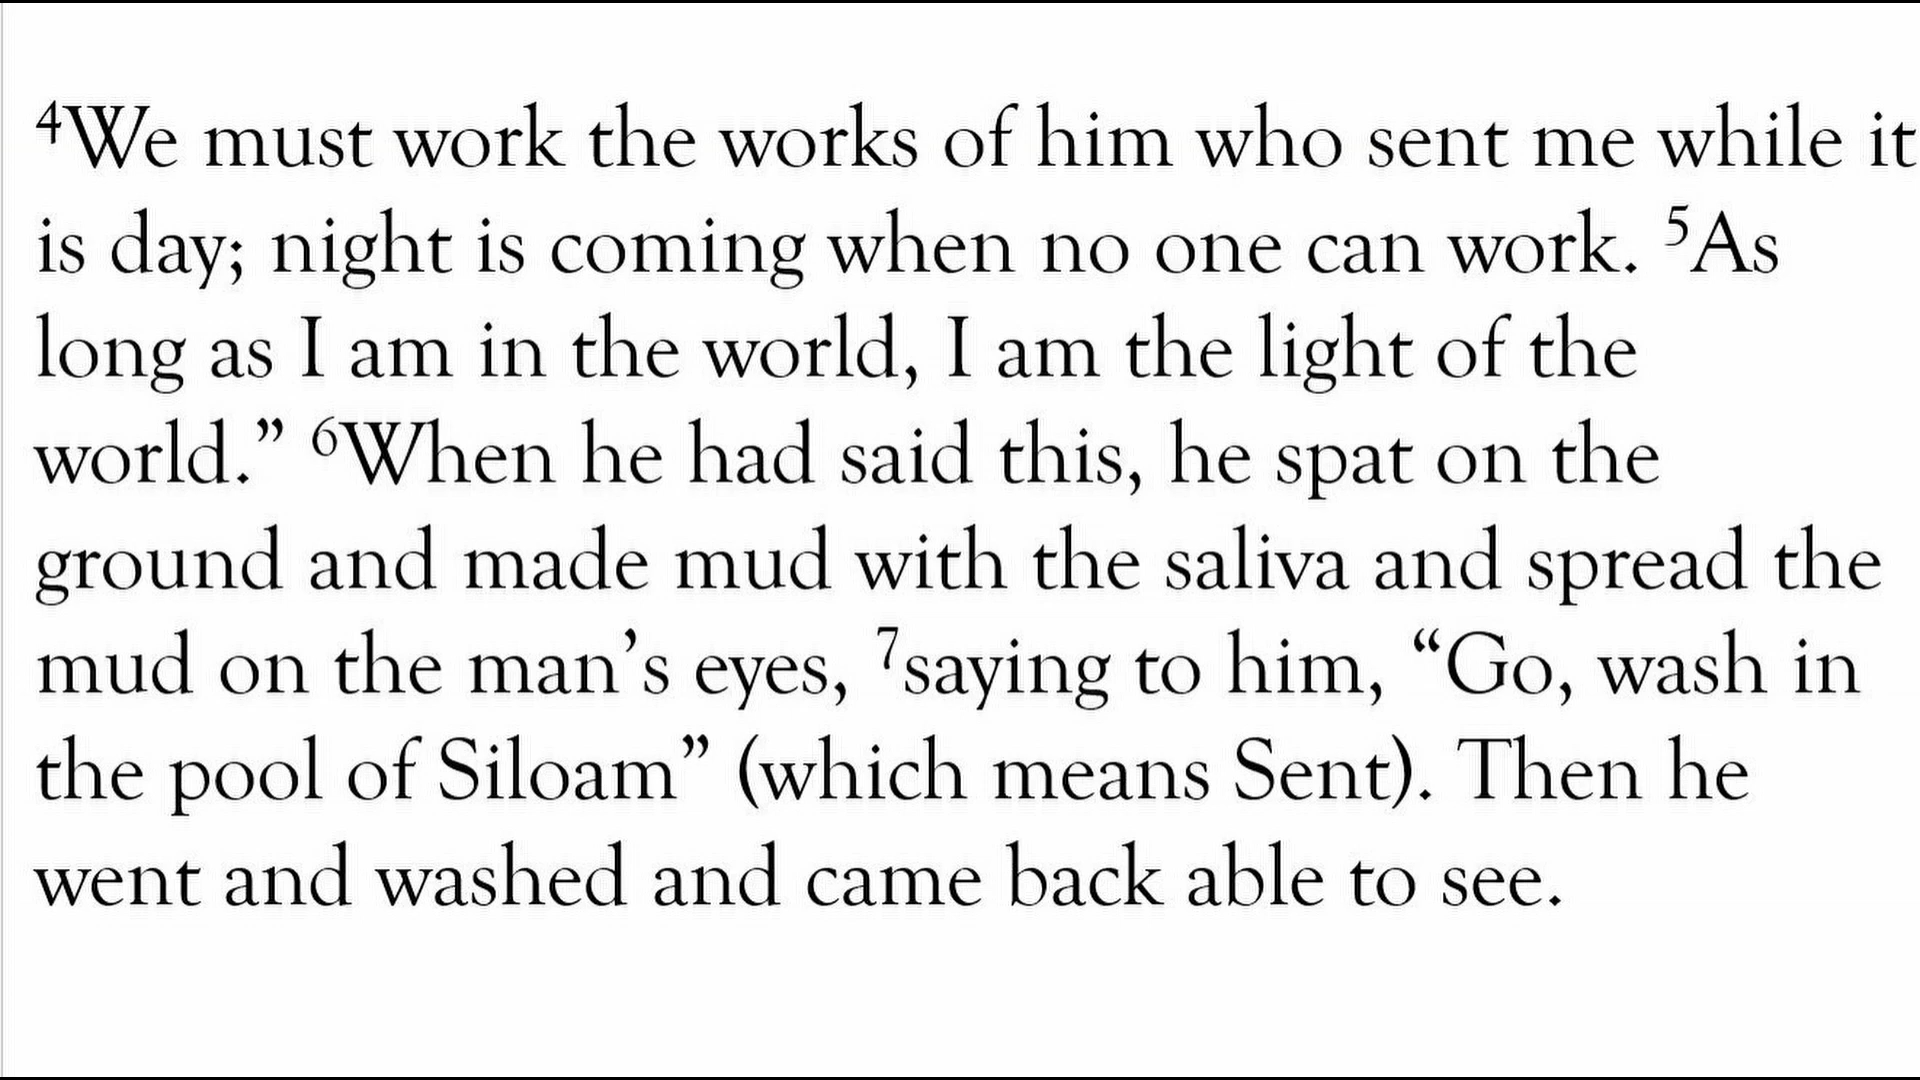 ⁴We must work the works of him who sent me while it
is day; night is coming when no one can work. ⁵As
long as I am in the world, I am the light of the
world.” ⁶When he had said this, he spat on the
ground and made mud with the saliva and spread the
mud on the man’s eyes, ⁷saying to him, “Go, wash in
the pool of Siloam” (which means Sent). Then he
went and washed and came back able to see.